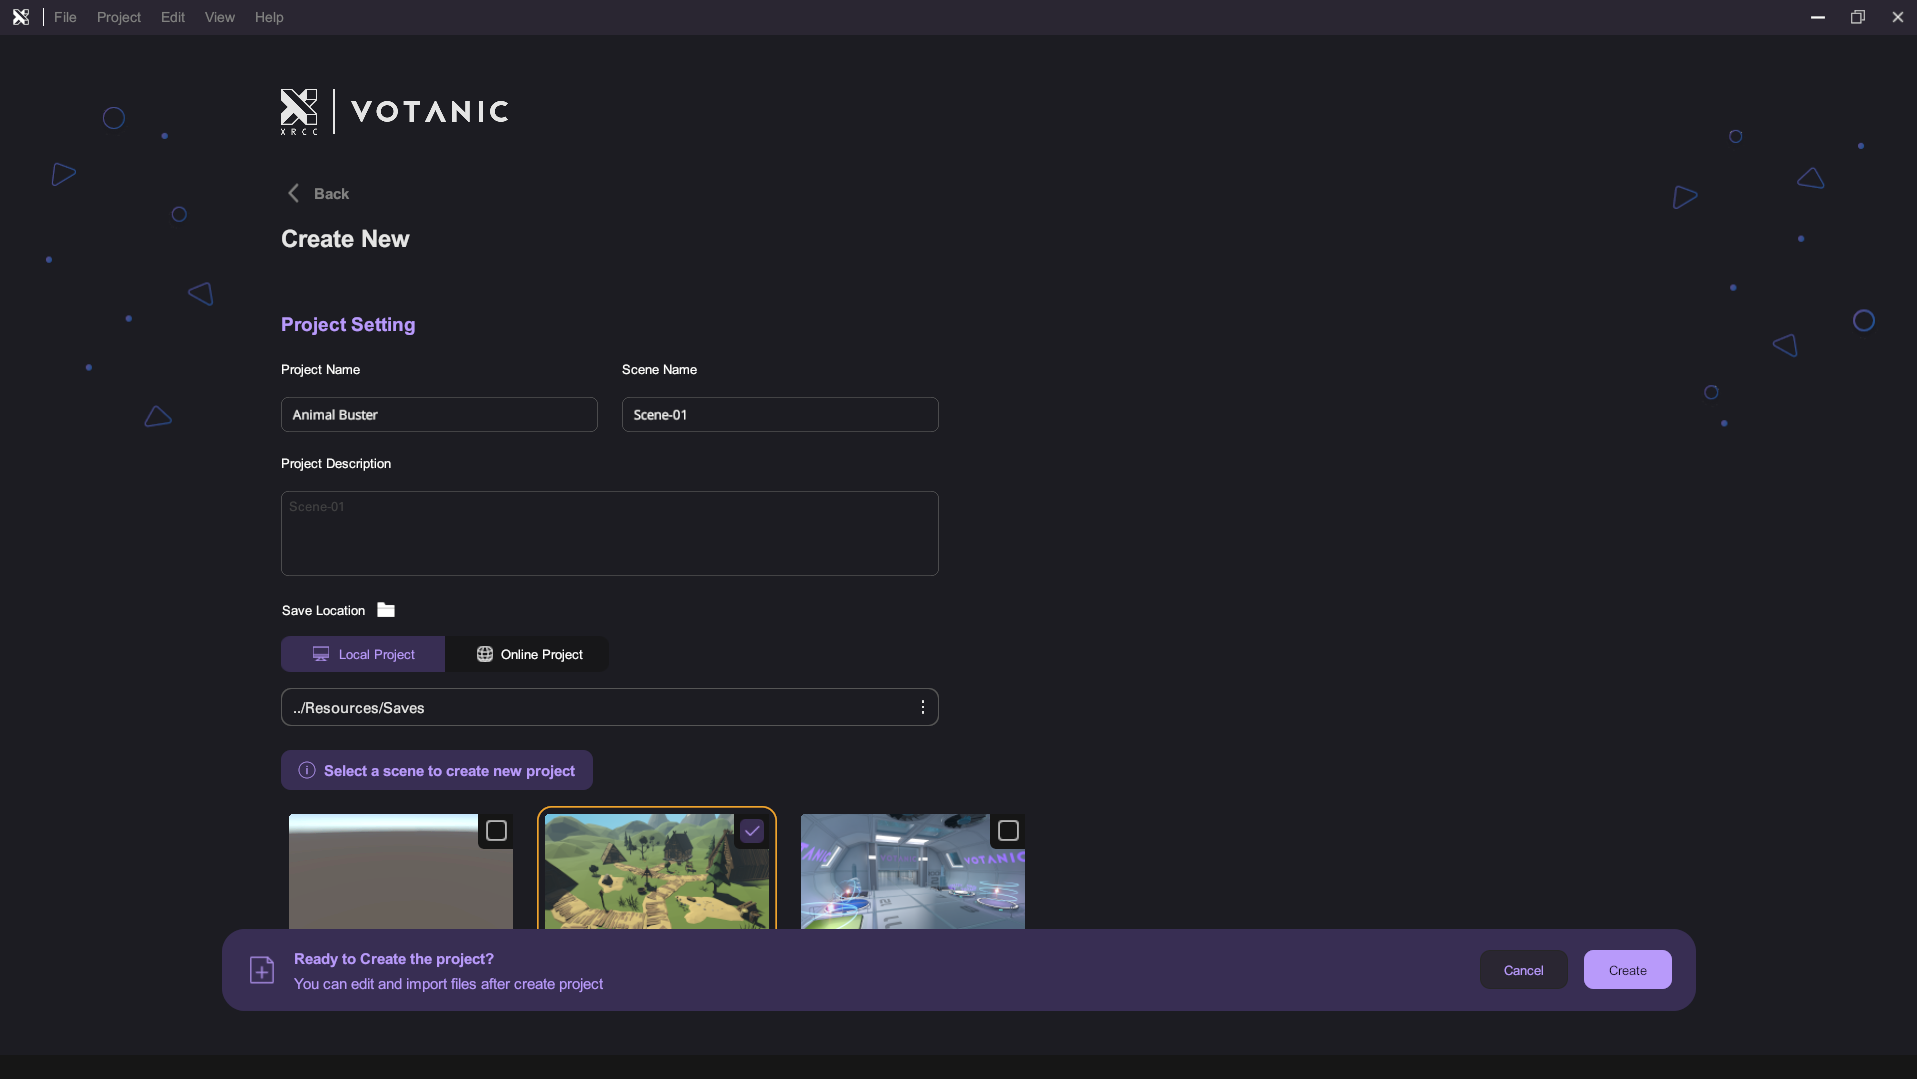 File Project Edit View Help
XRCC
VOTANIC
Back
Create New
Project Setting
Project Name
Scene Name
Animal Buster
Scene-01
Project Description
Scene-01
Save Location
Local Project
Online Project
../Resources/Saves
Select a scene to create new project
VOTANIC
Ready to Create the project?
You can edit and import files after create project
Cancel
Create